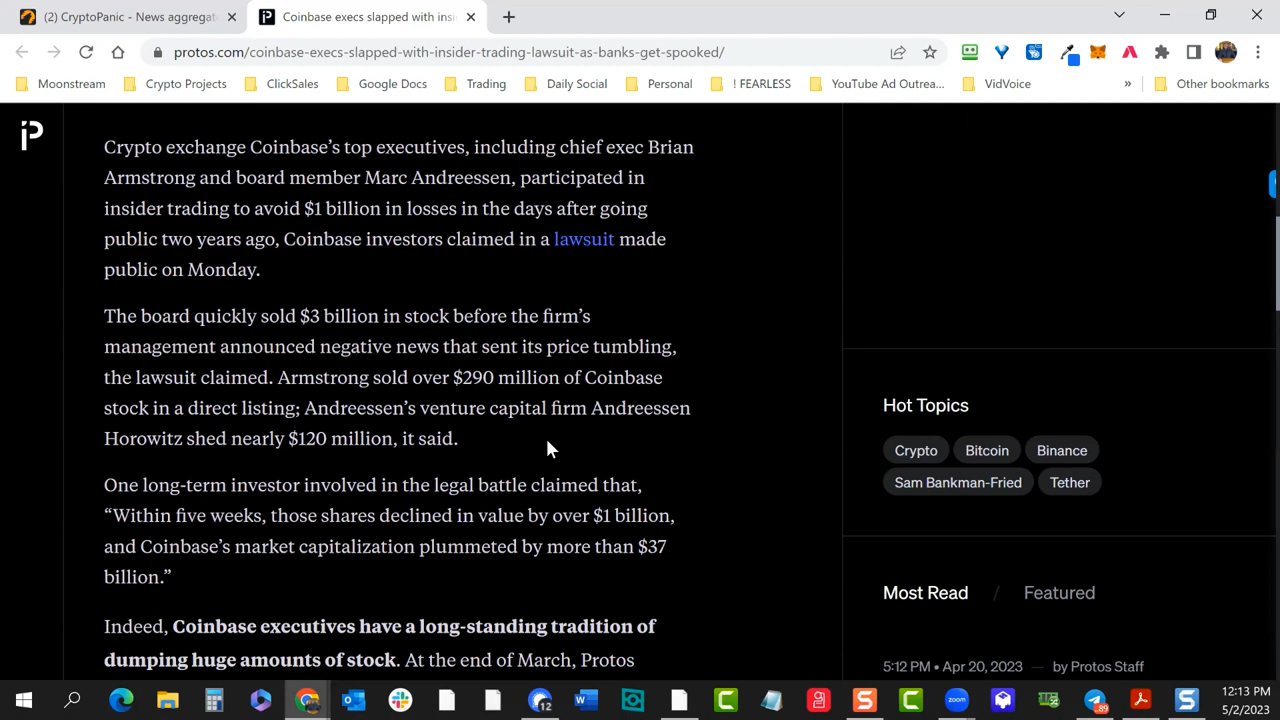 (2) CryptoPanic - News aggregat
Coinbase execs slapped with insi
protos.com/coinbase-execs-slapped-with-insider-trading-lawsuit-as-banks-get-spooked/
Moonstream
Crypto Projects
ClickSales
Google Docs
Trading
Daily Social
Personal
! FEARLESS
YouTube Ad Outrea...
VidVoice
»
Other bookmarks
Crypto exchange Coinbase’s top executives, including chief exec Brian
Armstrong and board member Marc Andreessen, participated in
insider trading to avoid $1 billion in losses in the days after going
public two years ago, Coinbase investors claimed in a lawsuit made
public on Monday.
The board quickly sold $3 billion in stock before the firm’s
management announced negative news that sent its price tumbling,
the lawsuit claimed. Armstrong sold over $290 million of Coinbase
stock in a direct listing; Andreessen’s venture capital firm Andreessen
Horowitz shed nearly $120 million, it said.
One long-term investor involved in the legal battle claimed that,
“Within five weeks, those shares declined in value by over $1 billion,
and Coinbase’s market capitalization plummeted by more than $37
billion.”
Indeed, Coinbase executives have a long-standing tradition of
dumping huge amounts of stock. At the end of March, Protos
Hot Topics
Crypto
Bitcoin
Binance
Sam Bankman-Fried
Tether
Most Read / Featured
5:12 PM • Apr 20, 2023 — by Protos Staff
12:13 PM
5/2/2023